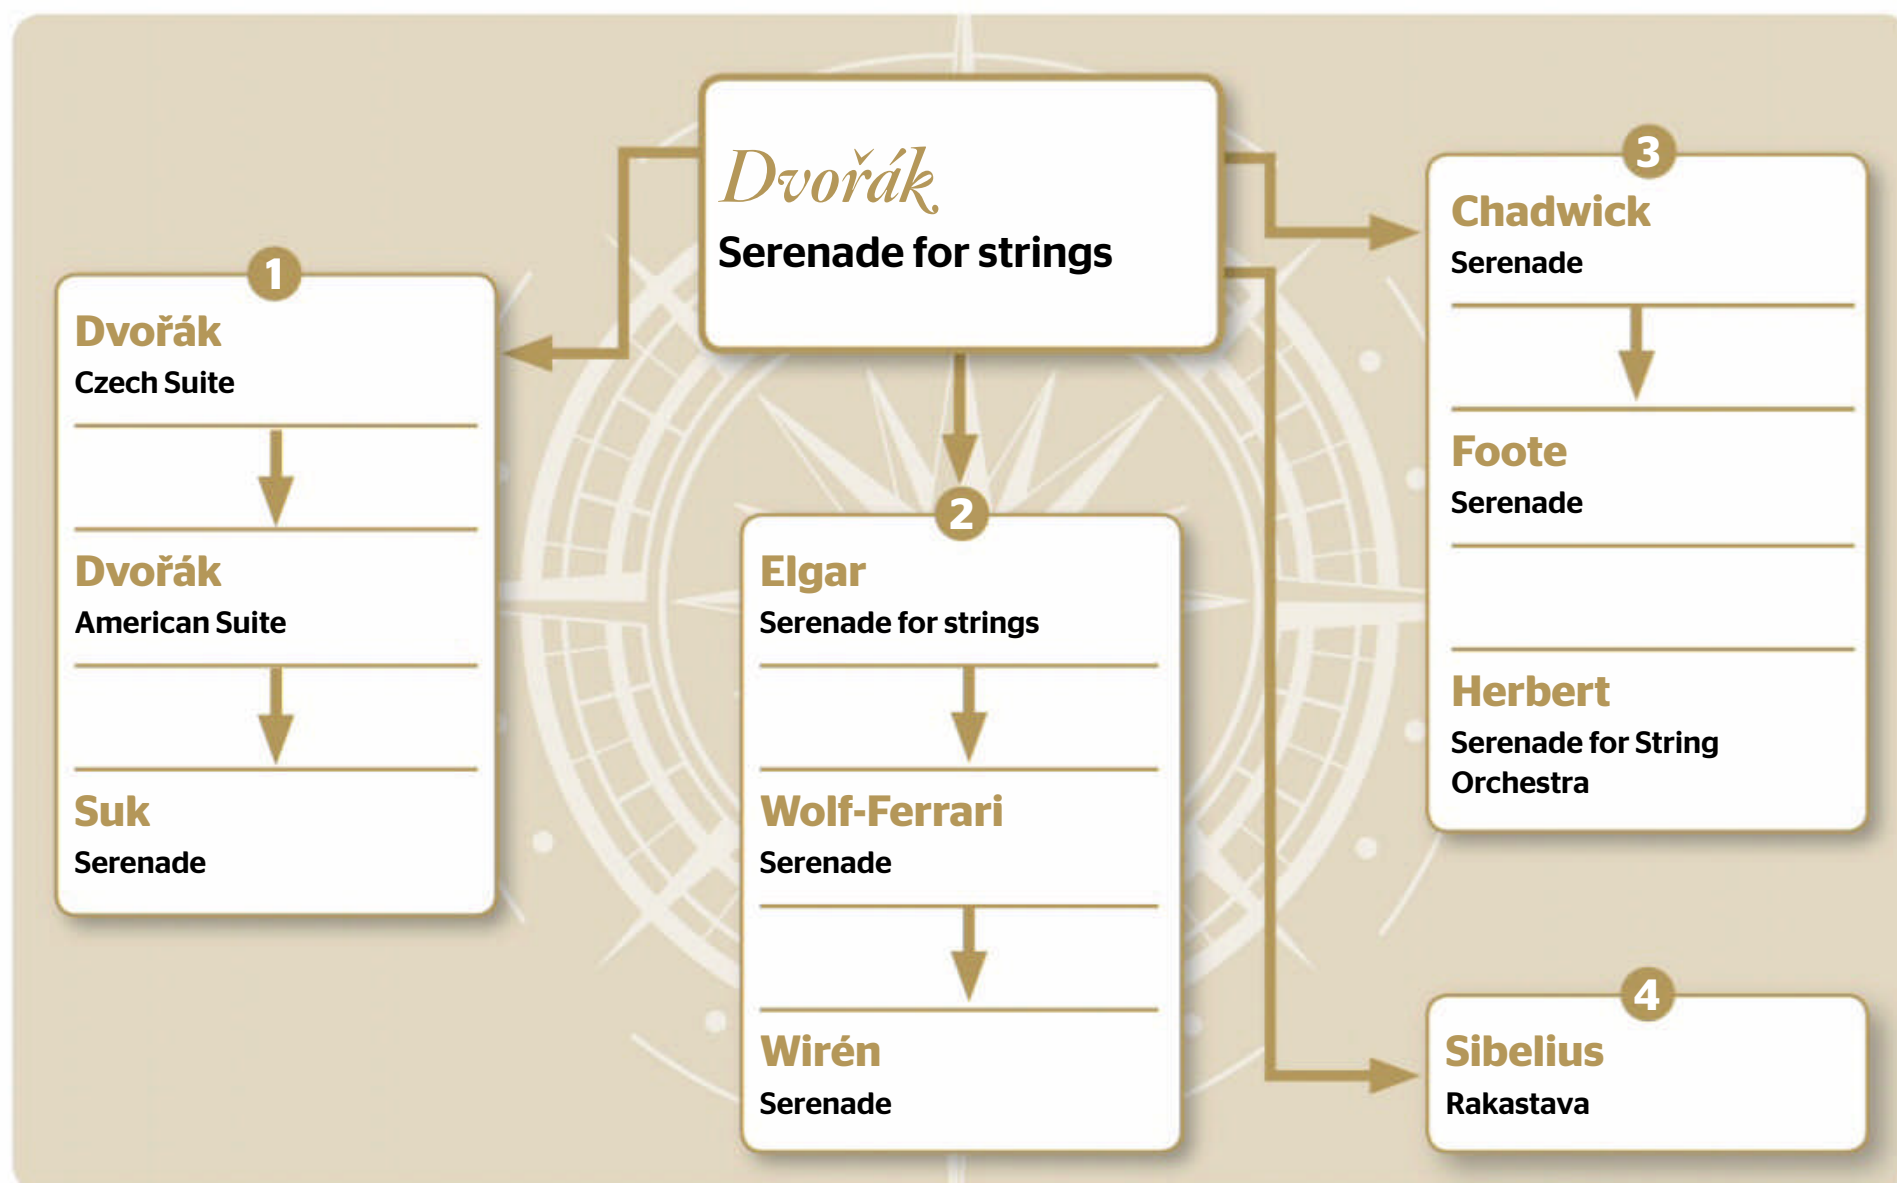 Dvořák
Serenade for strings
1
Dvořák
Czech Suite
Dvořák
American Suite
Suk
Serenade
2
Elgar
Serenade for strings
Wolf-Ferrari
Serenade
Wirén
Serenade
3
Chadwick
Serenade
Foote
Serenade
Herbert
Serenade for String
Orchestra
4
Sibelius
Rakastava